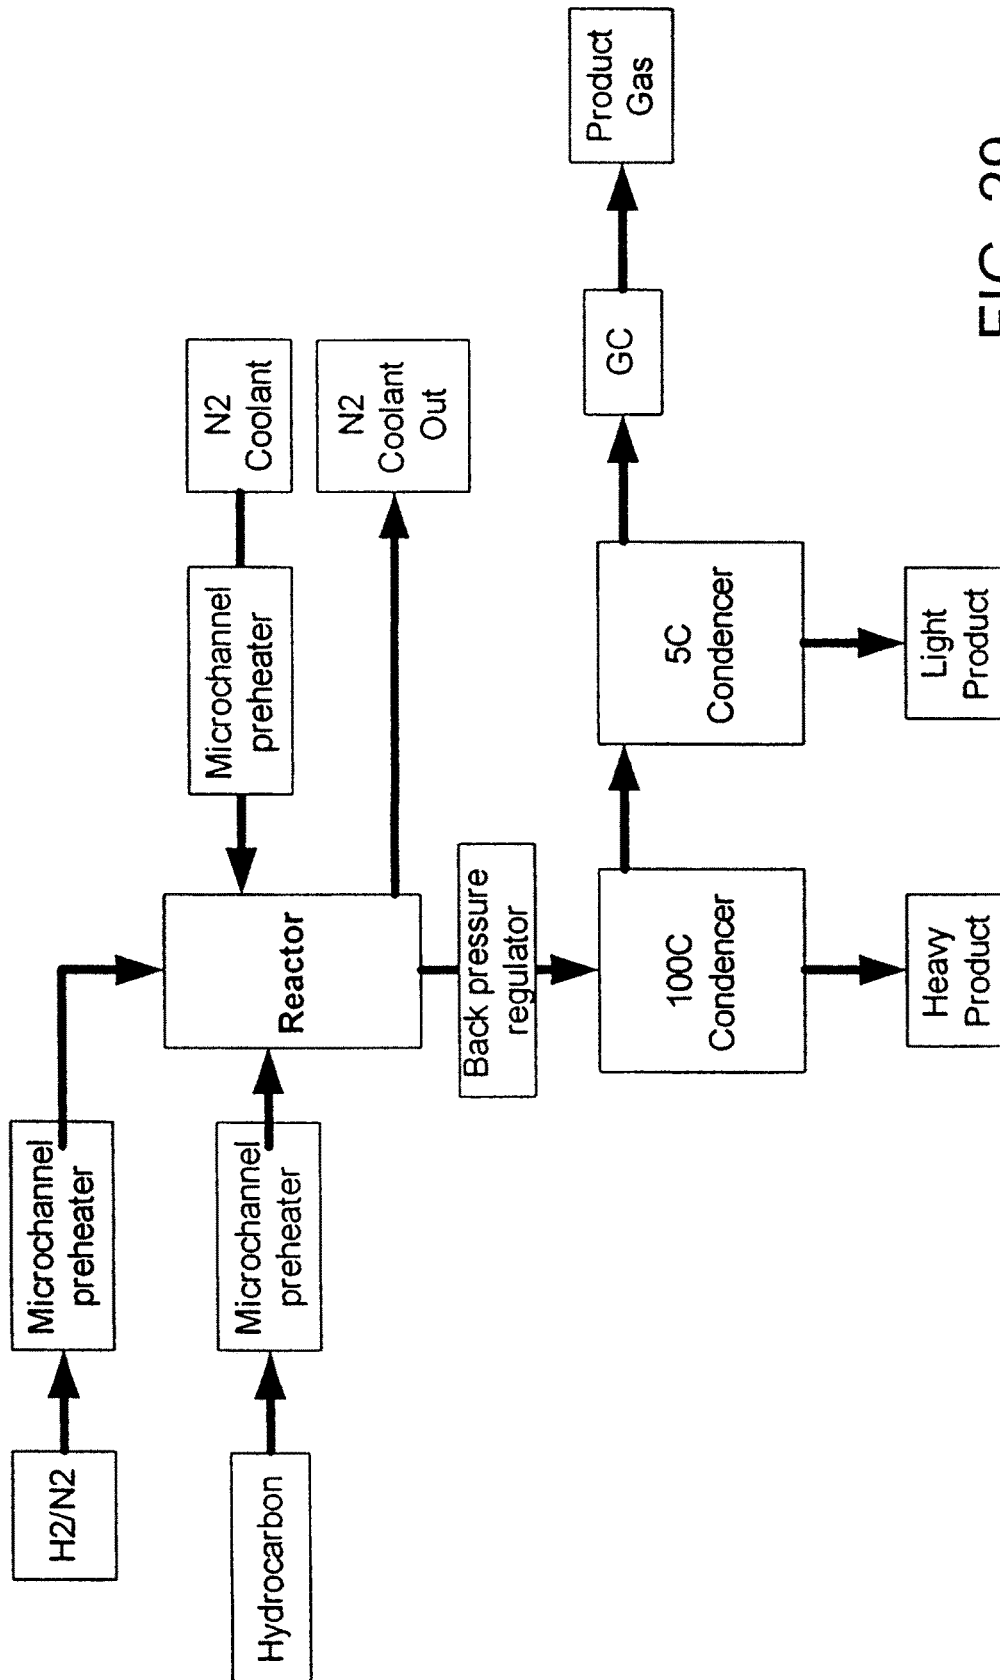 H2/N2
Microchannel
preheater
Hydrocarbon
Microchannel
preheater
Reactor
Microchannel
preheater
N2
Coolant
N2
Coolant
Out
Back pressure
regulator
100C
Condencer
5C
Condencer
GC
Product
Gas
Heavy
Product
Light
Product
FIG